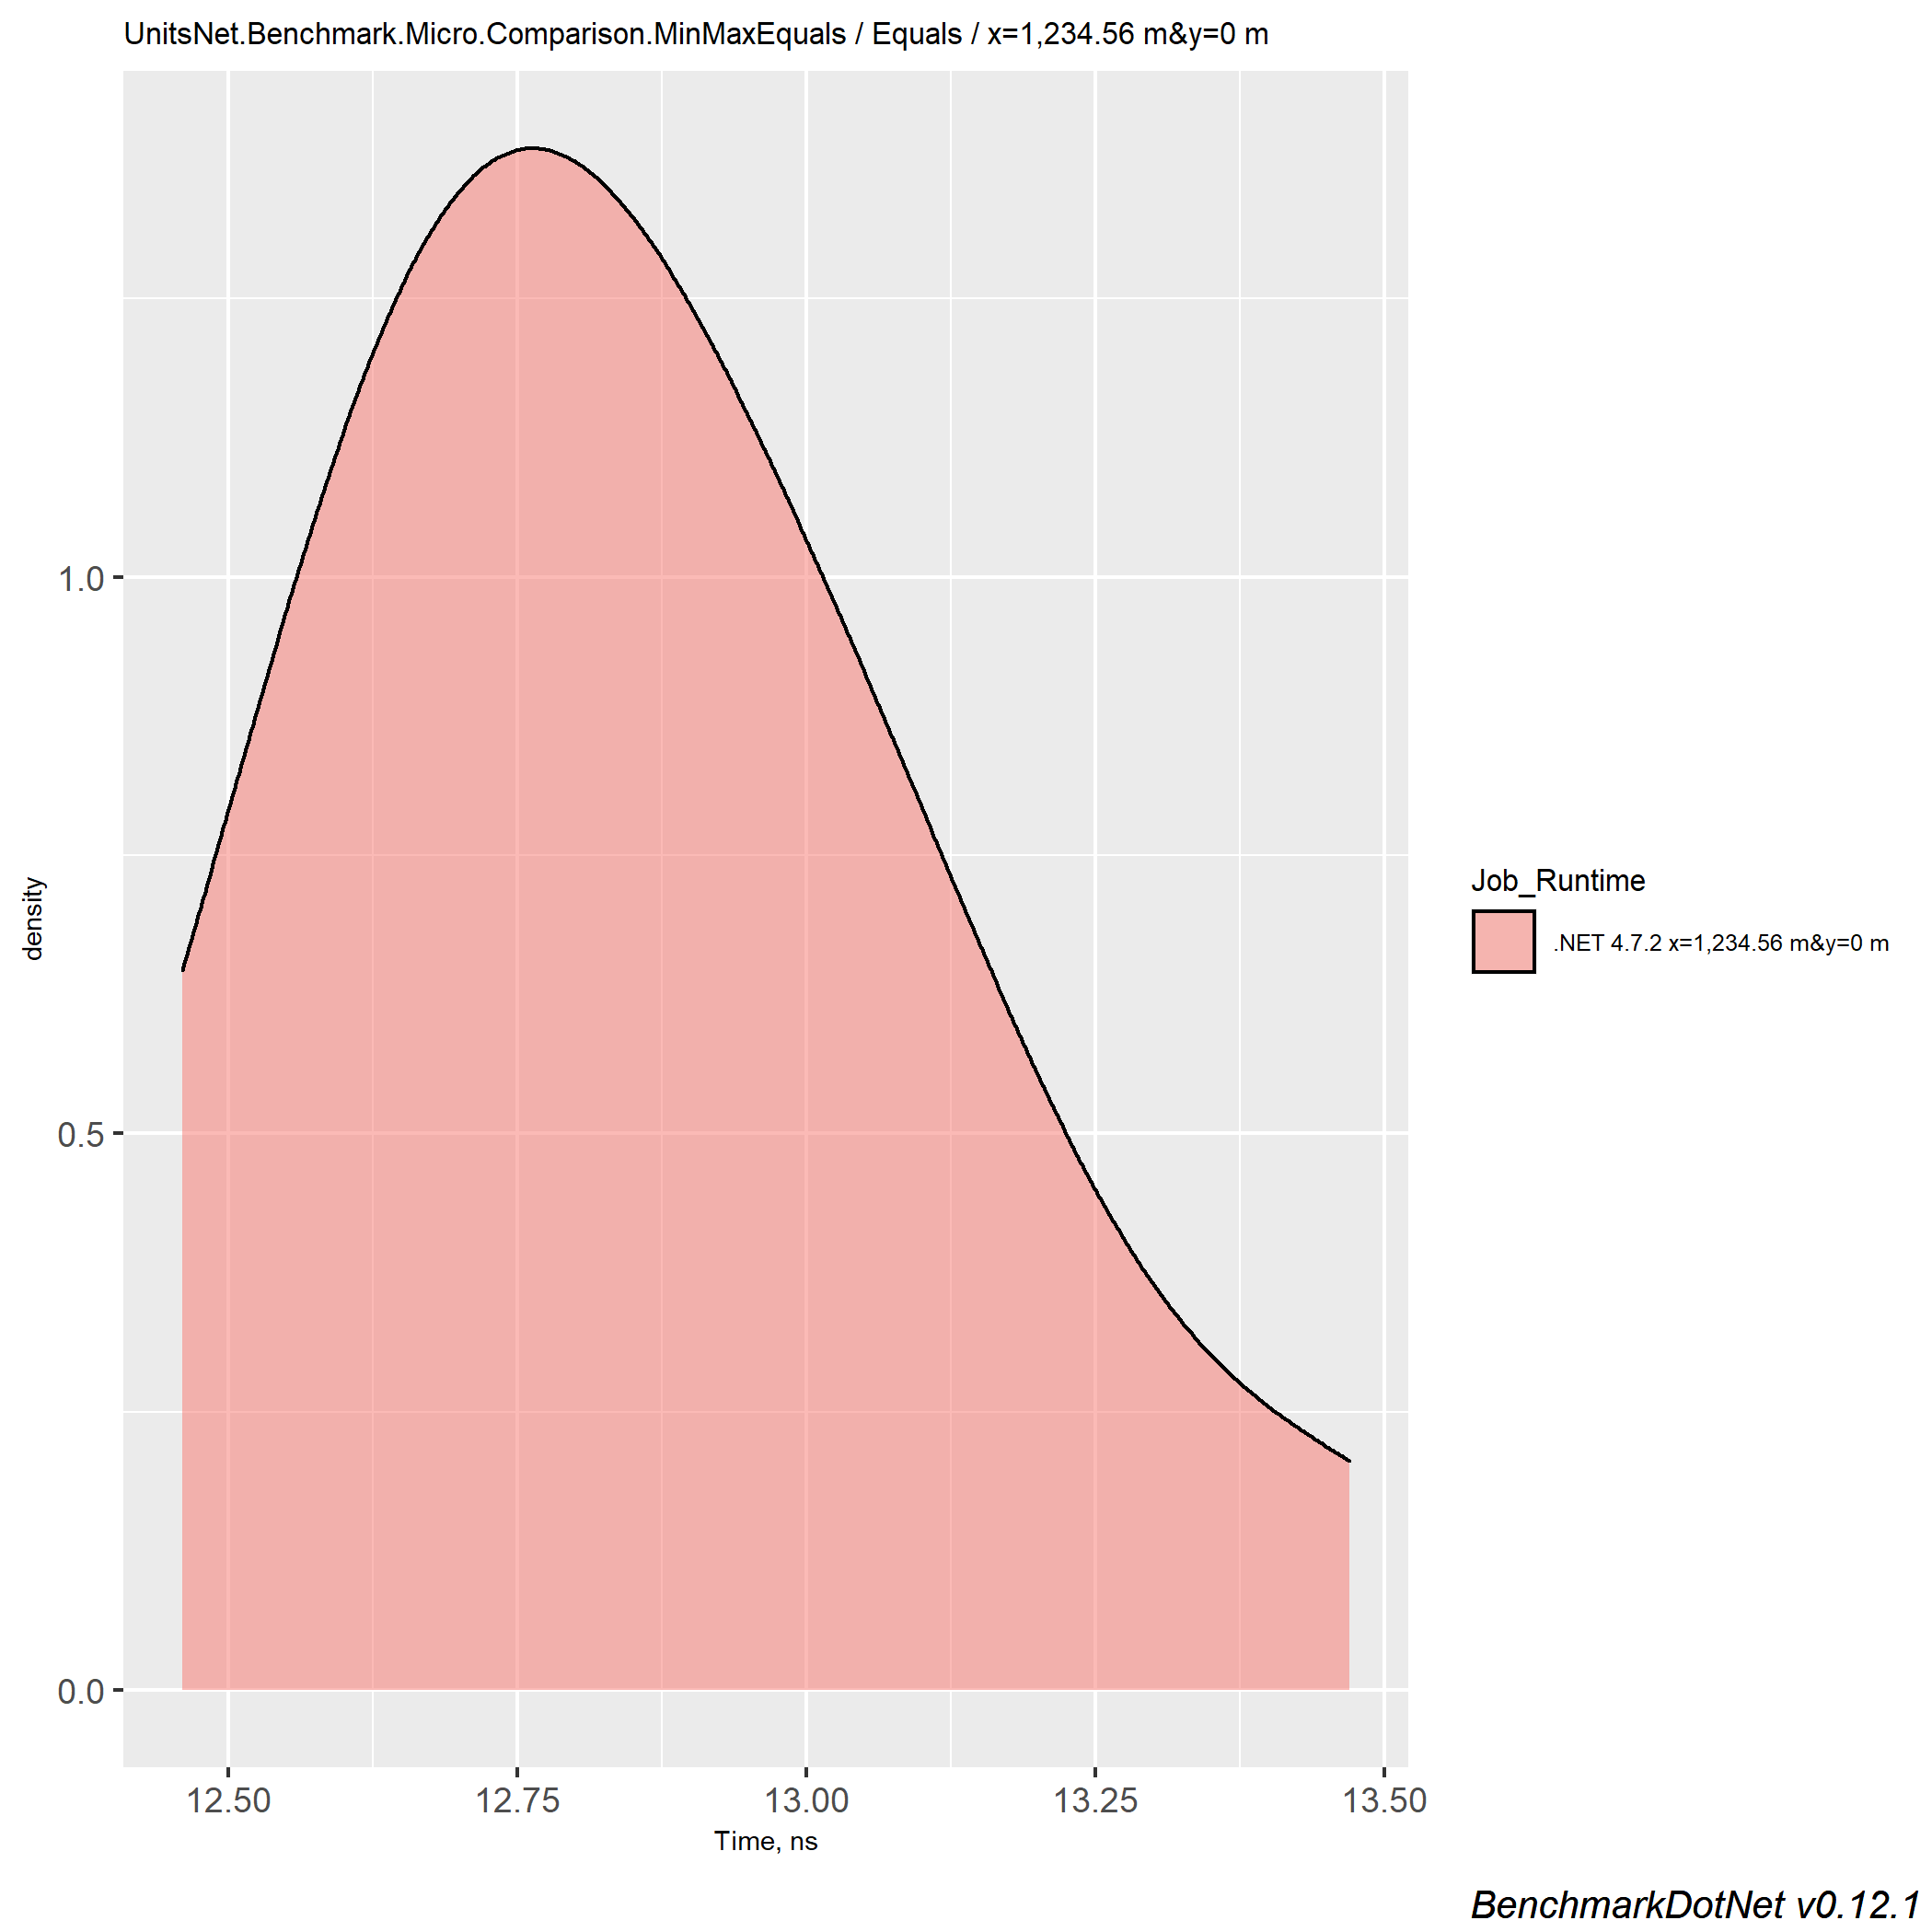 UnitsNet.Benchmark.Micro.Comparison.MinMaxEquals / Equals / x=1,234.56 m&y=0 m
1.0
0.5
0.0
density
12.50 12.75 13.00 13.25 13.50
Time, ns
Job_Runtime
.NET 4.7.2 x=1,234.56 m&y=0 m
BenchmarkDotNet v0.12.1